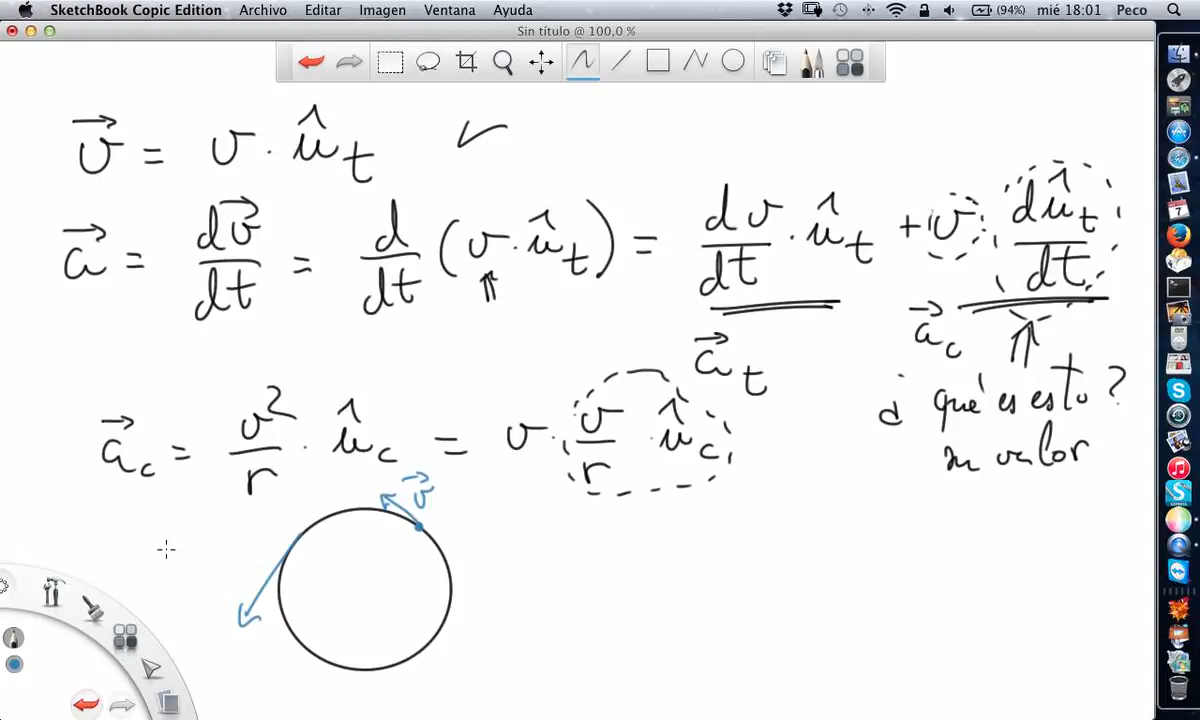 SketchBook Copic Edition Archivo Editar Imagen Ventana Ayuda (94%) mié 18:01 Peco
Sin título @ 100,0 %
v⃗ = v · û_t ✓
a⃗ = dv⃗/dt = d/dt (v · û_t) = dv/dt · û_t + v · dû_t/dt
⇑
a⃗_t
a⃗_c ⇑
¿qué es esto?
su valor
a⃗_c = v²/r · û_c = v · v/r · û_c
v⃗